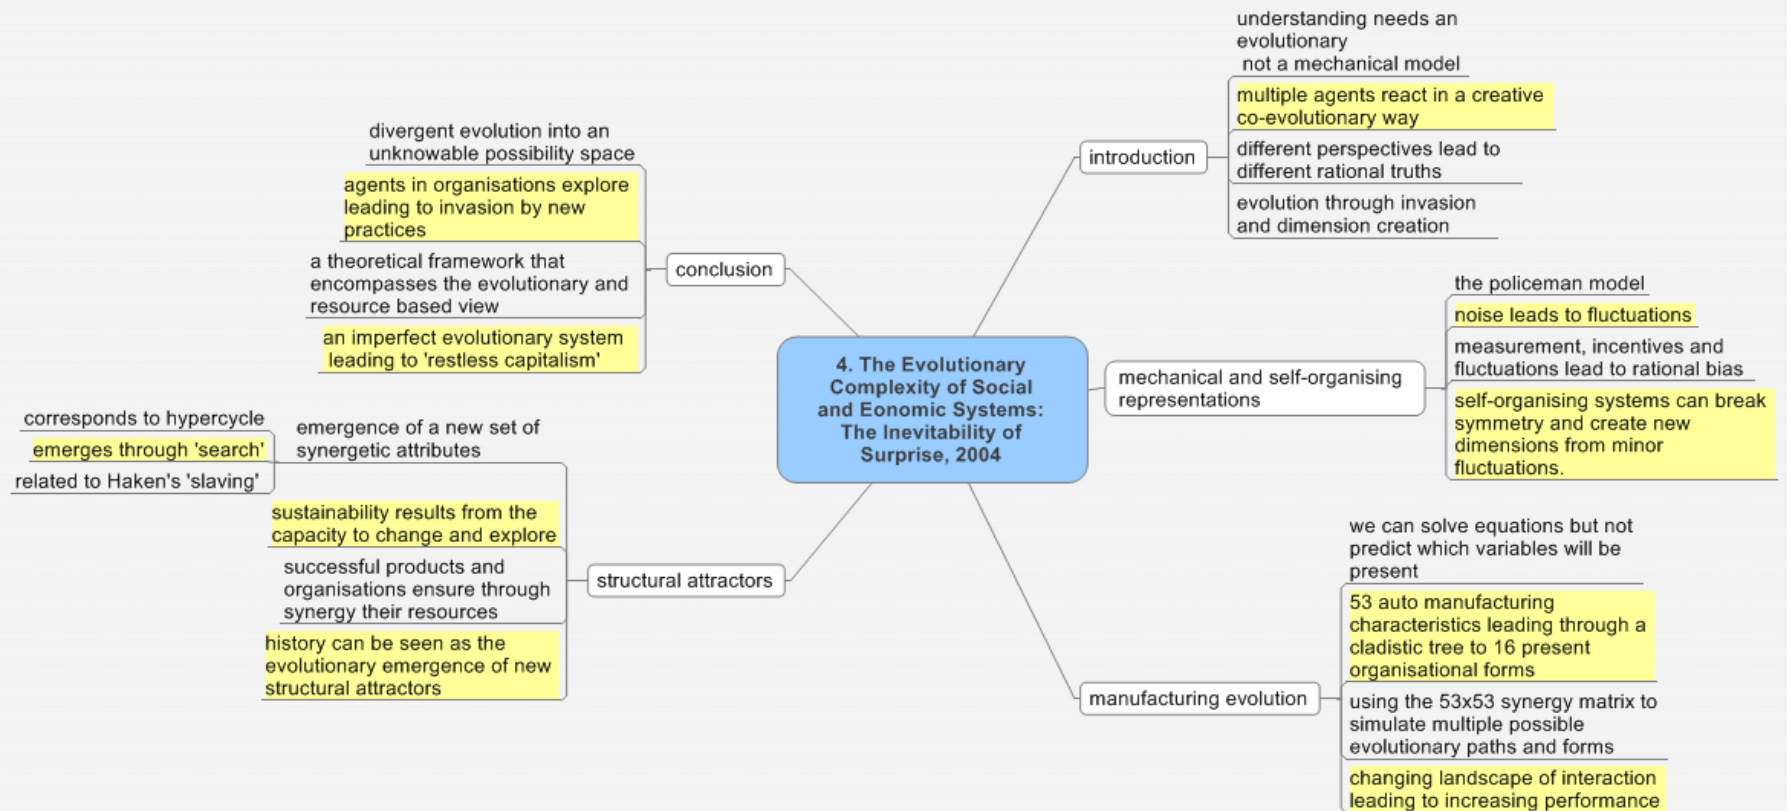 4. The Evolutionary
Complexity of Social
and Eonomic Systems:
The Inevitability of
Surprise, 2004
introduction
understanding needs an
evolutionary
not a mechanical model
multiple agents react in a creative
co-evolutionary way
different perspectives lead to
different rational truths
evolution through invasion
and dimension creation
mechanical and self-organising
representations
the policeman model
noise leads to fluctuations
measurement, incentives and
fluctuations lead to rational bias
self-organising systems can break
symmetry and create new
dimensions from minor
fluctuations.
manufacturing evolution
we can solve equations but not
predict which variables will be
present
53 auto manufacturing
characteristics leading through a
cladistic tree to 16 present
organisational forms
using the 53x53 synergy matrix to
simulate multiple possible
evolutionary paths and forms
changing landscape of interaction
leading to increasing performance
structural attractors
emergence of a new set of
synergetic attributes
corresponds to hypercycle
emerges through 'search'
related to Haken's 'slaving'
sustainability results from the
capacity to change and explore
successful products and
organisations ensure through
synergy their resources
history can be seen as the
evolutionary emergence of new
structural attractors
conclusion
divergent evolution into an
unknowable possibility space
agents in organisations explore
leading to invasion by new
practices
a theoretical framework that
encompasses the evolutionary and
resource based view
an imperfect evolutionary system
leading to 'restless capitalism'